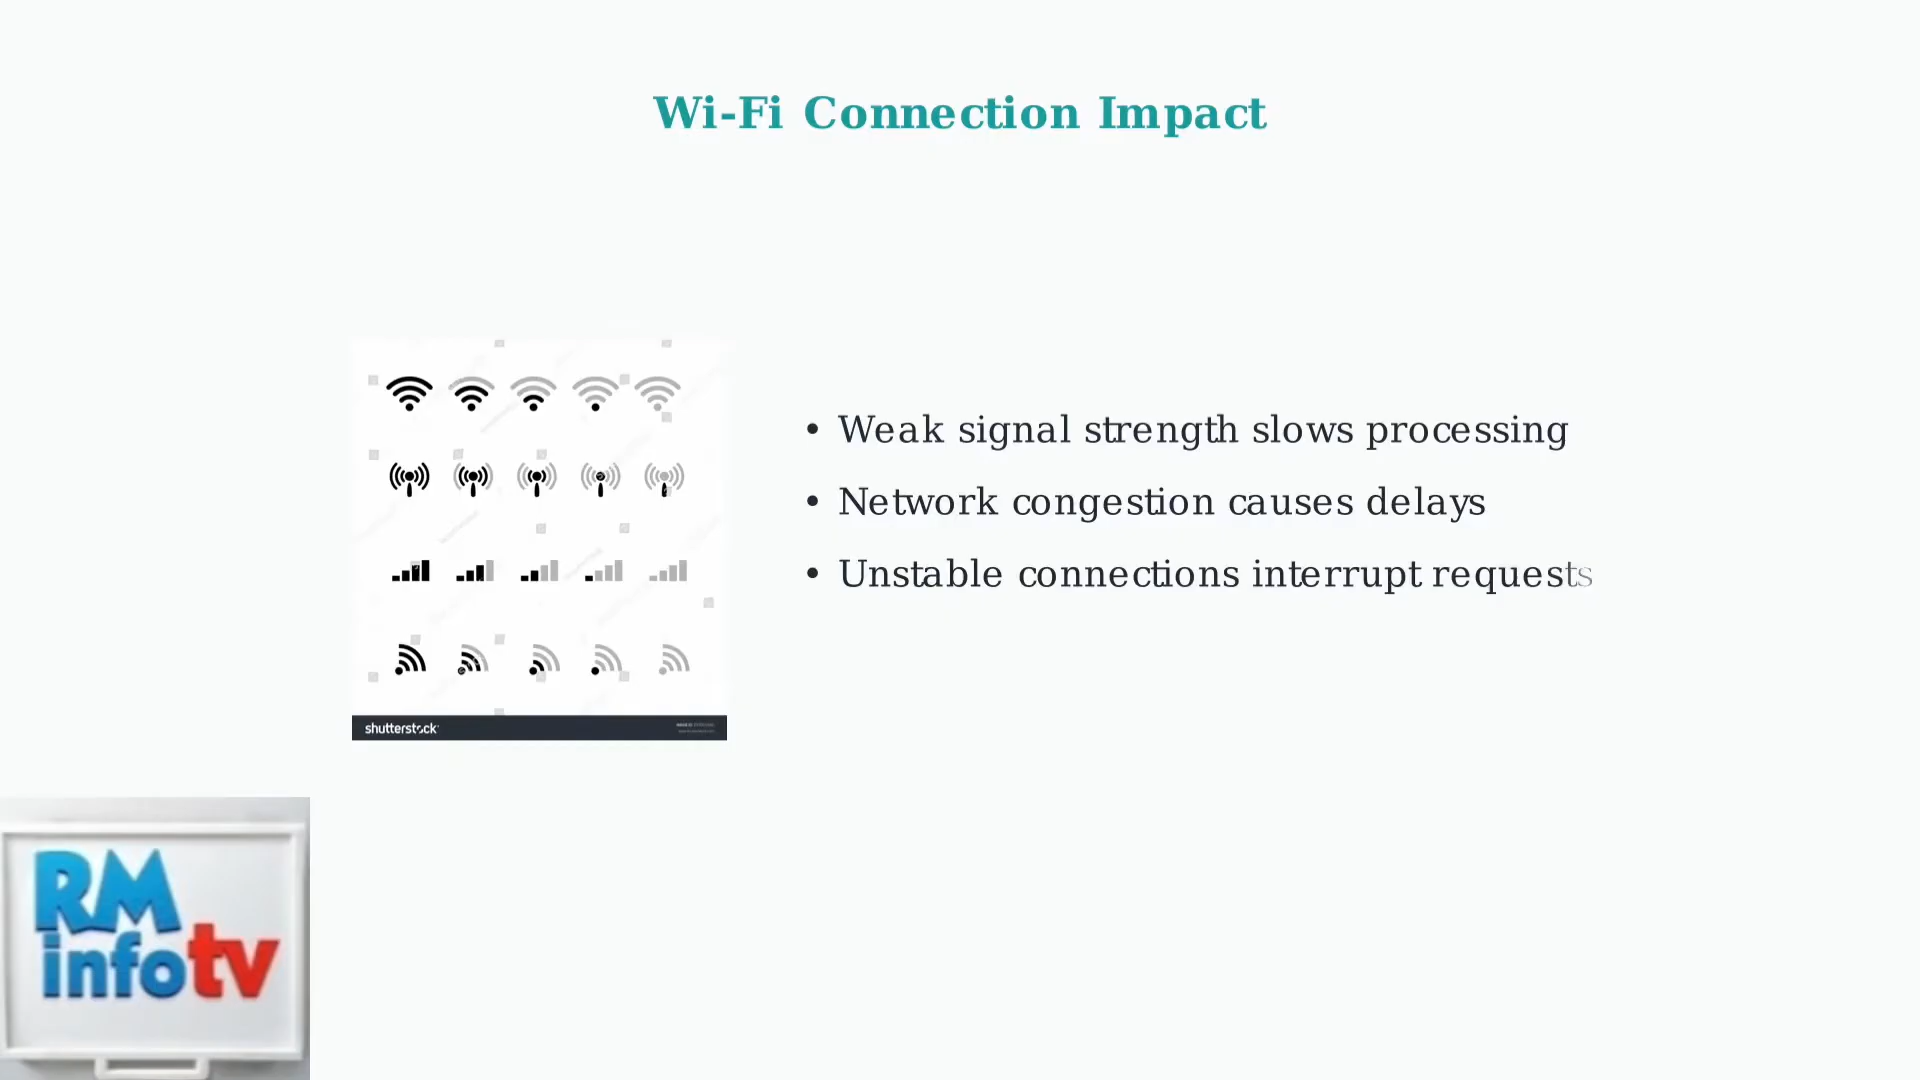 Wi-Fi Connection Impact
• Weak signal strength slows processing
• Network congestion causes delays
• Unstable connections interrupt requests
shutterstock
RM
infotv